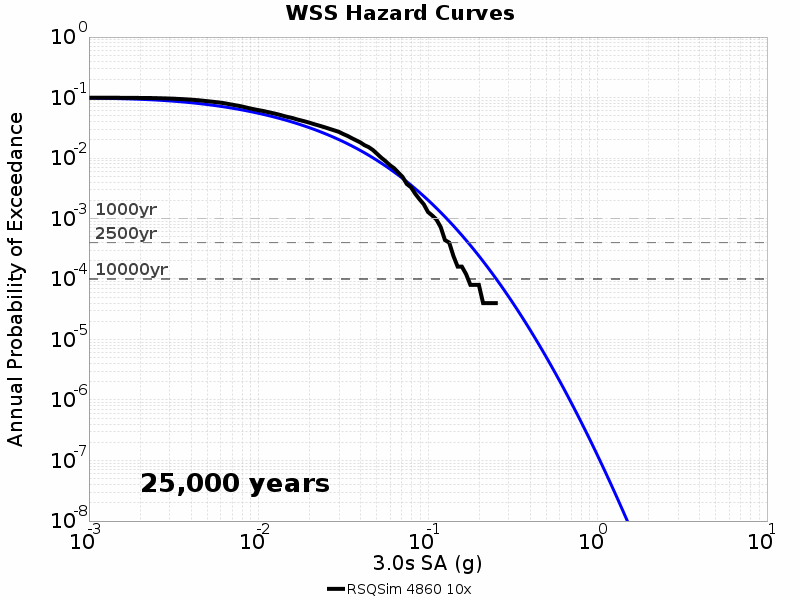 WSS Hazard Curves
Annual Probability of Exceedance
10^0
10^-1
10^-2
10^-3
10^-4
10^-5
10^-6
10^-7
10^-8
1000yr
2500yr
10000yr
25,000 years
10^-3 10^-2 10^-1 10^0 10^1
3.0s SA (g)
RSQSim 4860 10x